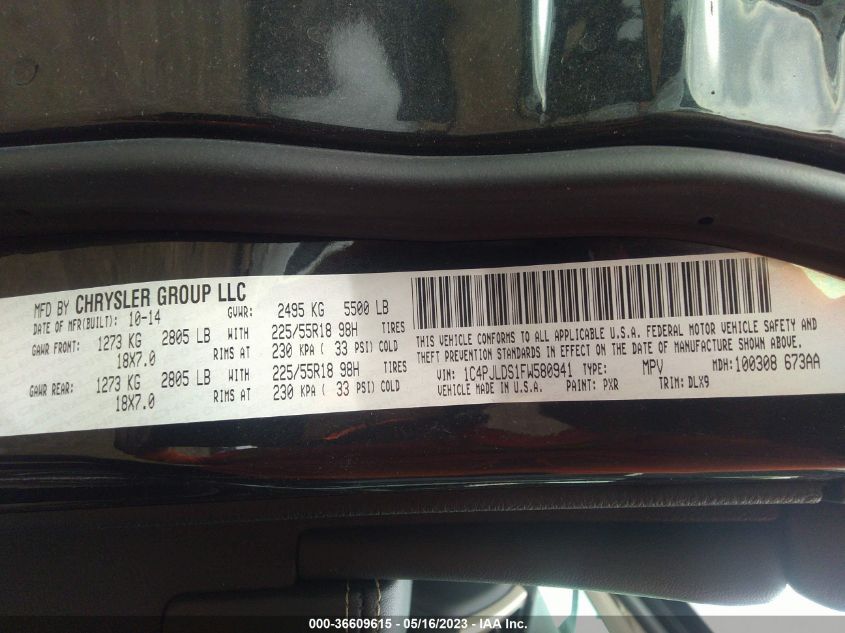 MFD BY CHRYSLER GROUP LLC
DATE OF MFR(BUILT): 10-14 GVWR: 2495 KG 5500 LB
GAWR FRONT: 1273 KG 2805 LB WITH 225/55R18 98H TIRES
18X7.0 RIMS AT 230 KPA ( 33 PSI) COLD
GAWR REAR: 1273 KG 2805 LB WITH 225/55R18 98H TIRES
18X7.0 RIMS AT 230 KPA ( 33 PSI) COLD
THIS VEHICLE CONFORMS TO ALL APPLICABLE U.S.A. FEDERAL MOTOR VEHICLE SAFETY AND
THEFT PREVENTION STANDARDS IN EFFECT ON THE DATE OF MANUFACTURE SHOWN ABOVE.
VIN: 1C4PJLDS1FW580941 TYPE: MPV MDH: 100308 673AA
VEHICLE MADE IN U.S.A. PAINT: PXR TRIM: DLX9
000-36609615 - 05/16/2023 - IAA Inc.